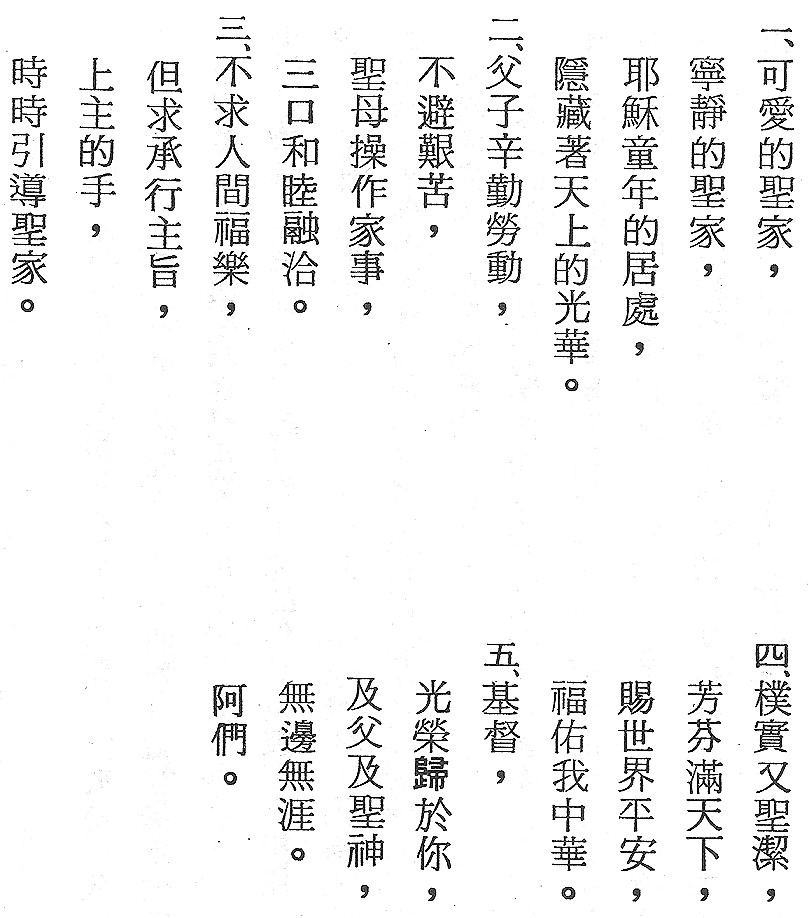 一、可愛的聖家，
寧靜的聖家，
耶穌童年的居處，
隱藏著天上的光華。
二、父子辛勤勞動，
不避艱苦，
聖母操作家事，
三口和睦融洽。
三、不求人間福樂，
但求承行主旨，
上主的手，
時時引導聖家。
四、樸實又聖潔，
芳芬滿天下，
賜世界平安，
福佑我中華。
五、基督，
光榮歸於你，
及父及聖神，
無邊無涯。
阿們。